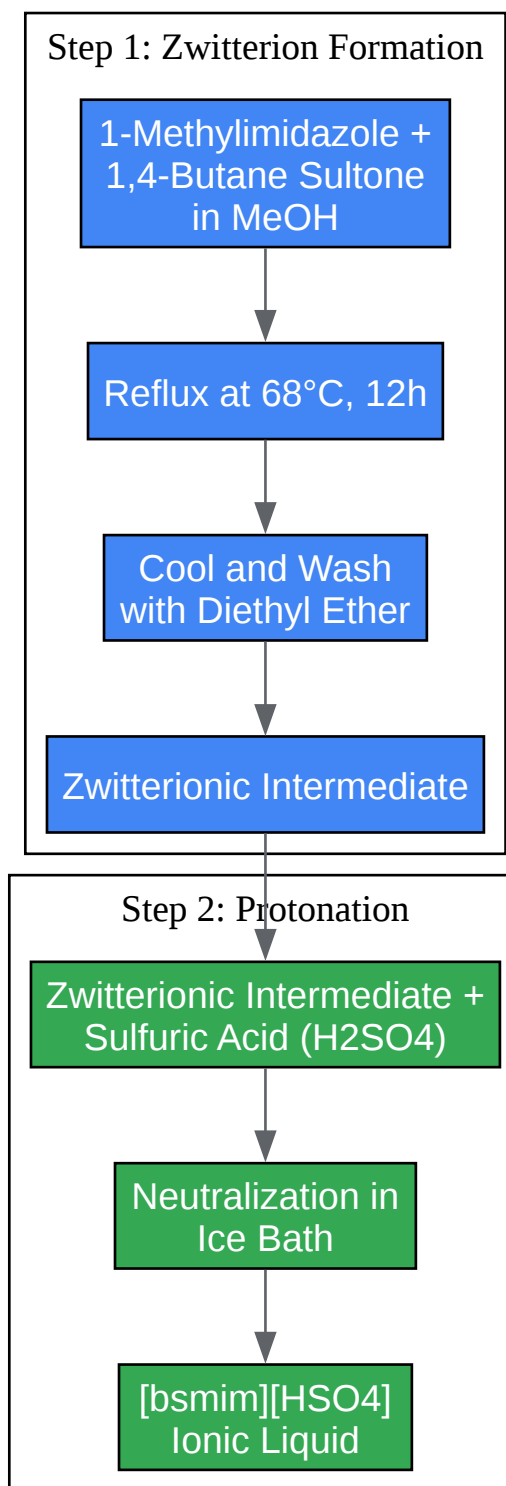 Step 1: Zwitterion Formation
1-Methylimidazole +
1,4-Butane Sultone
in MeOH
Reflux at 68°C, 12h
Cool and Wash
with Diethyl Ether
Zwitterionic Intermediate
Step 2: Protonation
Zwitterionic Intermediate +
Sulfuric Acid (H2SO4)
Neutralization in
Ice Bath
[bsmim][HSO4]
Ionic Liquid